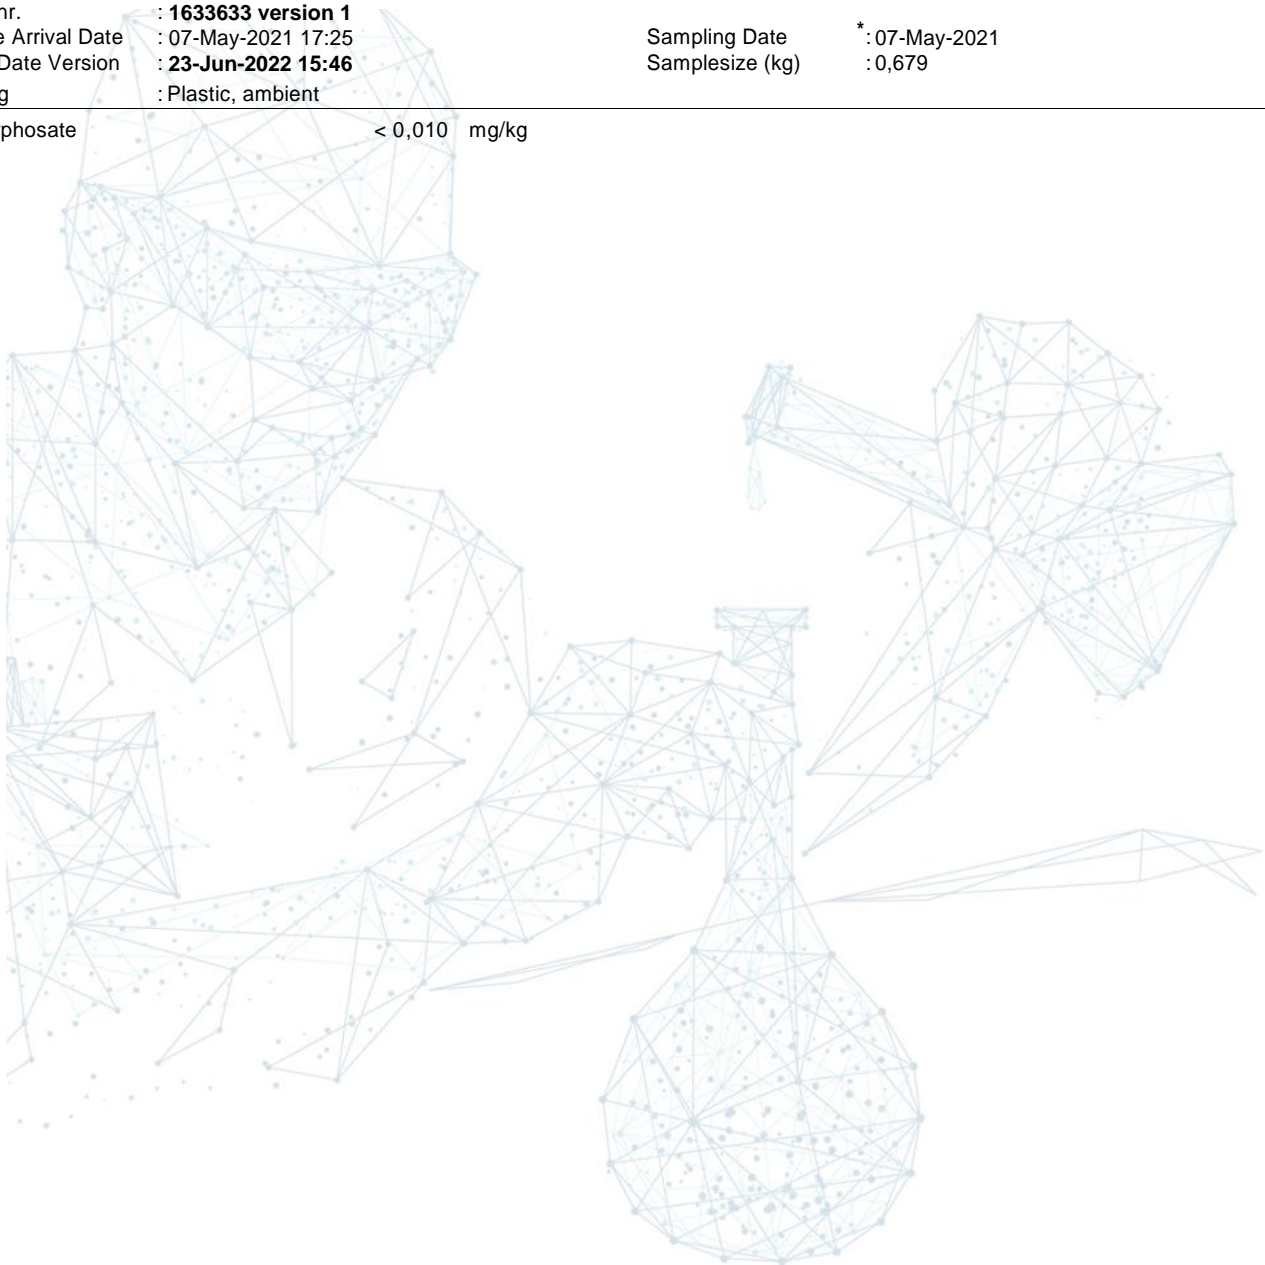 nr. : 1633633 version 1
e Arrival Date : 07-May-2021 17:25 Sampling Date *: 07-May-2021
Date Version : 23-Jun-2022 15:46 Samplesize (kg) : 0,679
g : Plastic, ambient
phosate < 0,010 mg/kg